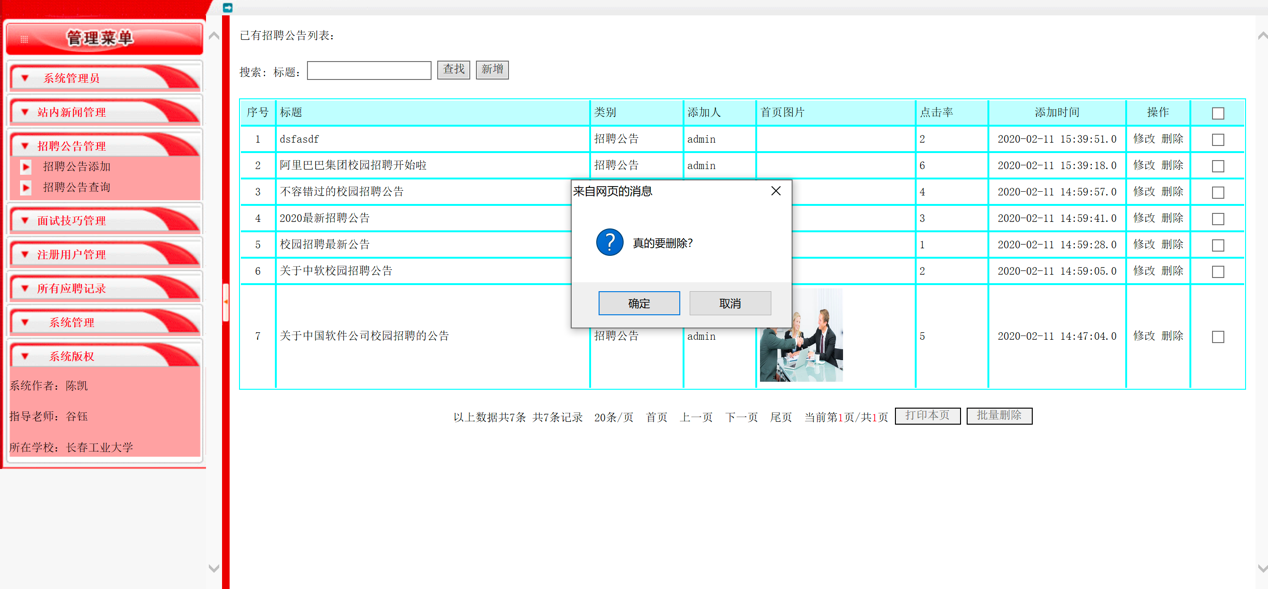 管理菜单
系统管理员
站内新闻管理
招聘公告管理
招聘公告添加
招聘公告查询
面试技巧管理
注册用户管理
所有应聘记录
系统管理
系统版权
系统作者：陈凯
指导老师：谷钰
所在学校：长春工业大学
已有招聘公告列表：
搜索：标题： 查找 新增
序号 标题 类别 添加人 首页图片 点击率 添加时间 操作
1 dsfasdf 招聘公告 admin 2 2020-02-11 15:39:51.0 修改 删除
2 阿里巴巴集团校园招聘开始啦 招聘公告 admin 6 2020-02-11 15:39:18.0 修改 删除
3 不容错过的校园招聘公告 4 2020-02-11 14:59:57.0 修改 删除
4 2020最新招聘公告 3 2020-02-11 14:59:41.0 修改 删除
5 校园招聘最新公告 1 2020-02-11 14:59:28.0 修改 删除
6 关于中软校园招聘公告 2 2020-02-11 14:59:05.0 修改 删除
7 关于中国软件公司校园招聘的公告 招聘公告 admin 5 2020-02-11 14:47:04.0 修改 删除
以上数据共7条 共7条记录 20条/页 首页 上一页 下一页 尾页 当前第1页/共1页 打印本页 批量删除
来自网页的消息
真的要删除?
确定 取消